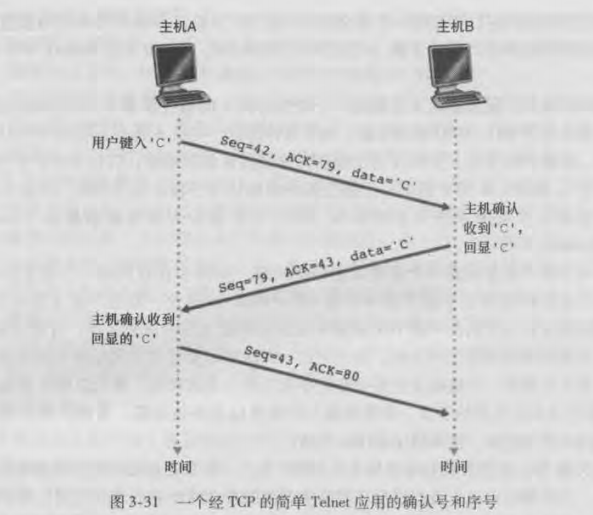 主机A
主机B
用户键入'C'
Seq=42, ACK=79, data='C'
主机确认
收到'C',
回显'C'
Seq=79, ACK=43, data='C'
主机确认收到
回显的'C'
Seq=43, ACK=80
时间
时间
图 3-31 一个经 TCP 的简单 Telnet 应用的确认号和序号